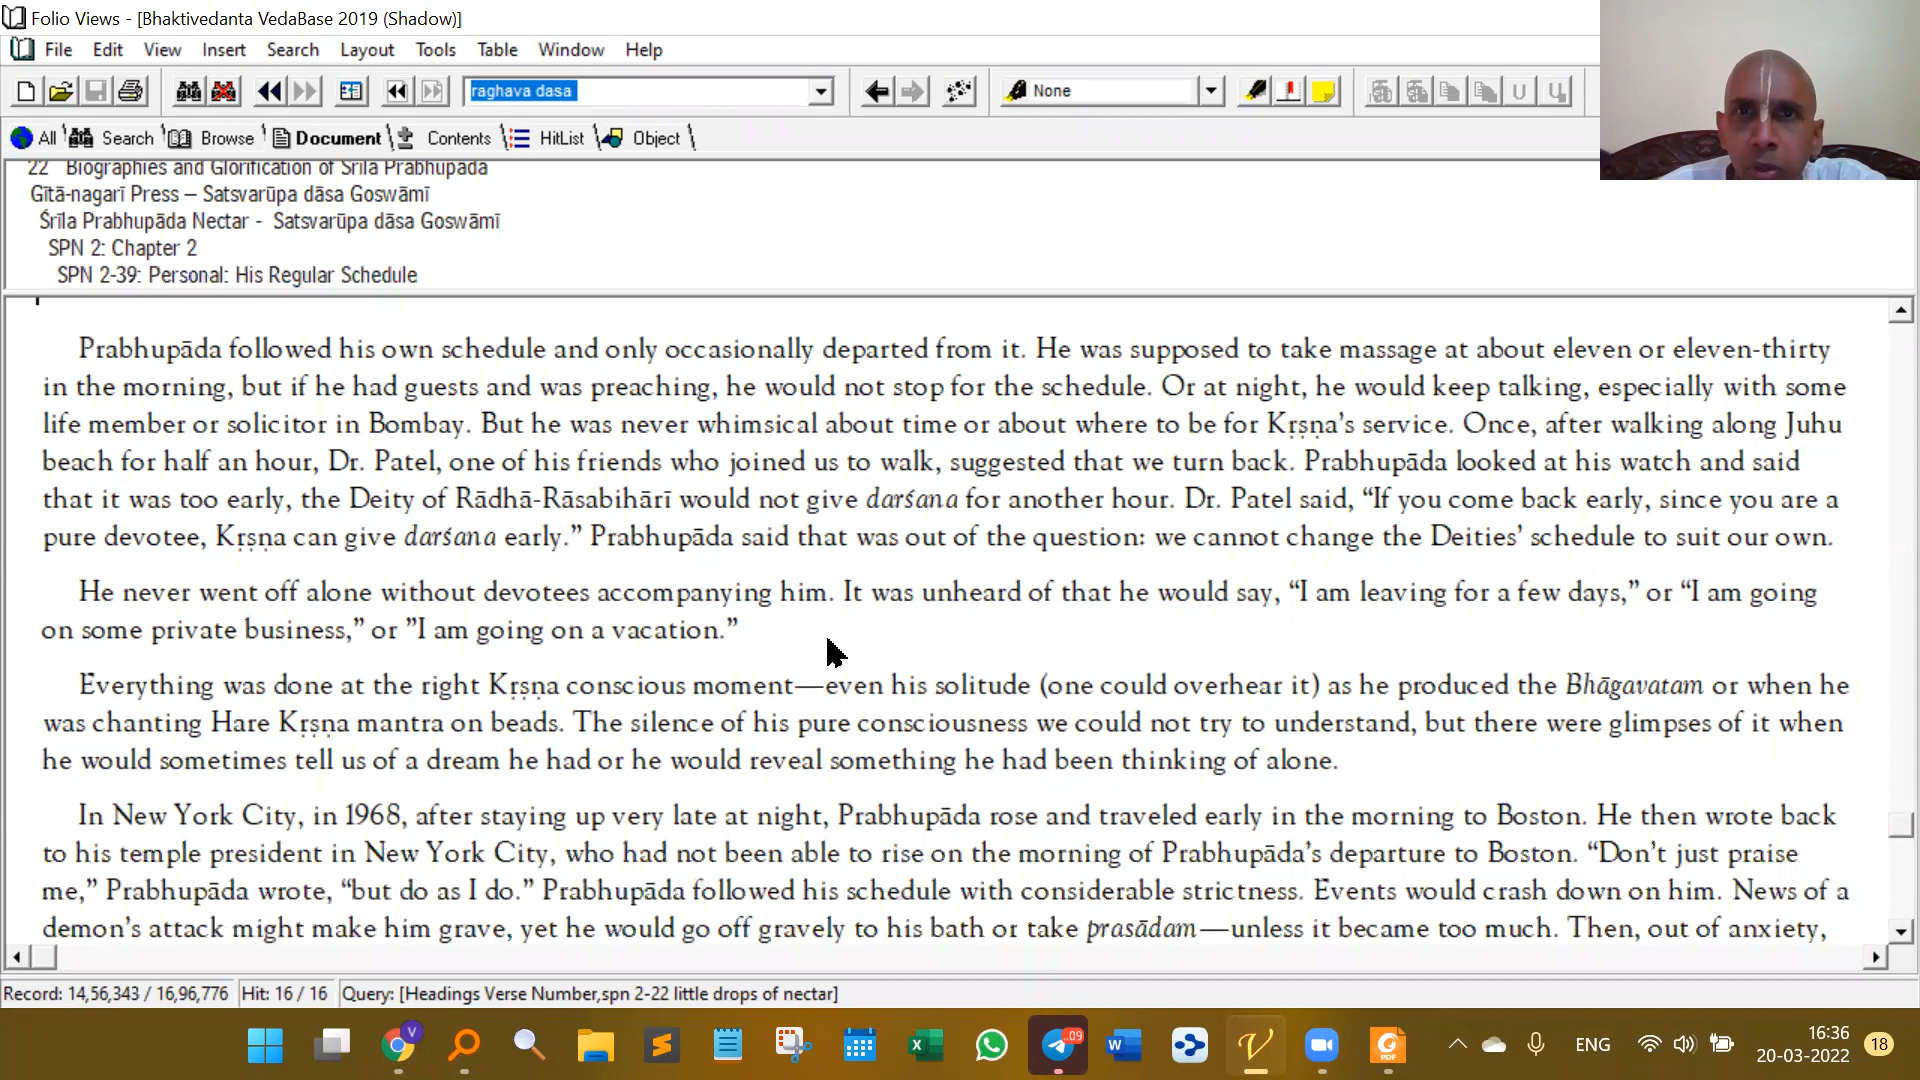 Folio Views - [Bhaktivedanta VedaBase 2019 (Shadow)]
File Edit View Insert Search Layout Tools Table Window Help
raghava dasa
None
All Search Browse Document Contents HitList Object
22 Biographies and Glorification of Srila Prabhupada
Gītā-nagarī Press – Satsvarūpa dāsa Goswāmī
Śrīla Prabhupāda Nectar - Satsvarūpa dāsa Goswāmī
SPN 2: Chapter 2
SPN 2-39: Personal: His Regular Schedule
Prabhupāda followed his own schedule and only occasionally departed from it. He was supposed to take massage at about eleven or eleven-thirty
in the morning, but if he had guests and was preaching, he would not stop for the schedule. Or at night, he would keep talking, especially with some
life member or solicitor in Bombay. But he was never whimsical about time or about where to be for Kṛṣṇa's service. Once, after walking along Juhu
beach for half an hour, Dr. Patel, one of his friends who joined us to walk, suggested that we turn back. Prabhupāda looked at his watch and said
that it was too early, the Deity of Rādhā-Rāsabihārī would not give darśana for another hour. Dr. Patel said, “If you come back early, since you are a
pure devotee, Kṛṣṇa can give darśana early.” Prabhupāda said that was out of the question: we cannot change the Deities’ schedule to suit our own.
He never went off alone without devotees accompanying him. It was unheard of that he would say, “I am leaving for a few days,” or “I am going
on some private business,” or ”I am going on a vacation.”
Everything was done at the right Kṛṣṇa conscious moment—even his solitude (one could overhear it) as he produced the Bhāgavatam or when he
was chanting Hare Kṛṣṇa mantra on beads. The silence of his pure consciousness we could not try to understand, but there were glimpses of it when
he would sometimes tell us of a dream he had or he would reveal something he had been thinking of alone.
In New York City, in 1968, after staying up very late at night, Prabhupāda rose and traveled early in the morning to Boston. He then wrote back
to his temple president in New York City, who had not been able to rise on the morning of Prabhupāda’s departure to Boston. “Don’t just praise
me,” Prabhupāda wrote, “but do as I do.” Prabhupāda followed his schedule with considerable strictness. Events would crash down on him. News of a
demon’s attack might make him grave, yet he would go off gravely to his bath or take prasādam—unless it became too much. Then, out of anxiety,
Record: 14,56,343 / 16,96,776 Hit: 16 / 16 Query: [Headings Verse Number,spn 2-22 little drops of nectar]
V
..09
PDF
ENG
16:36
20-03-2022
18